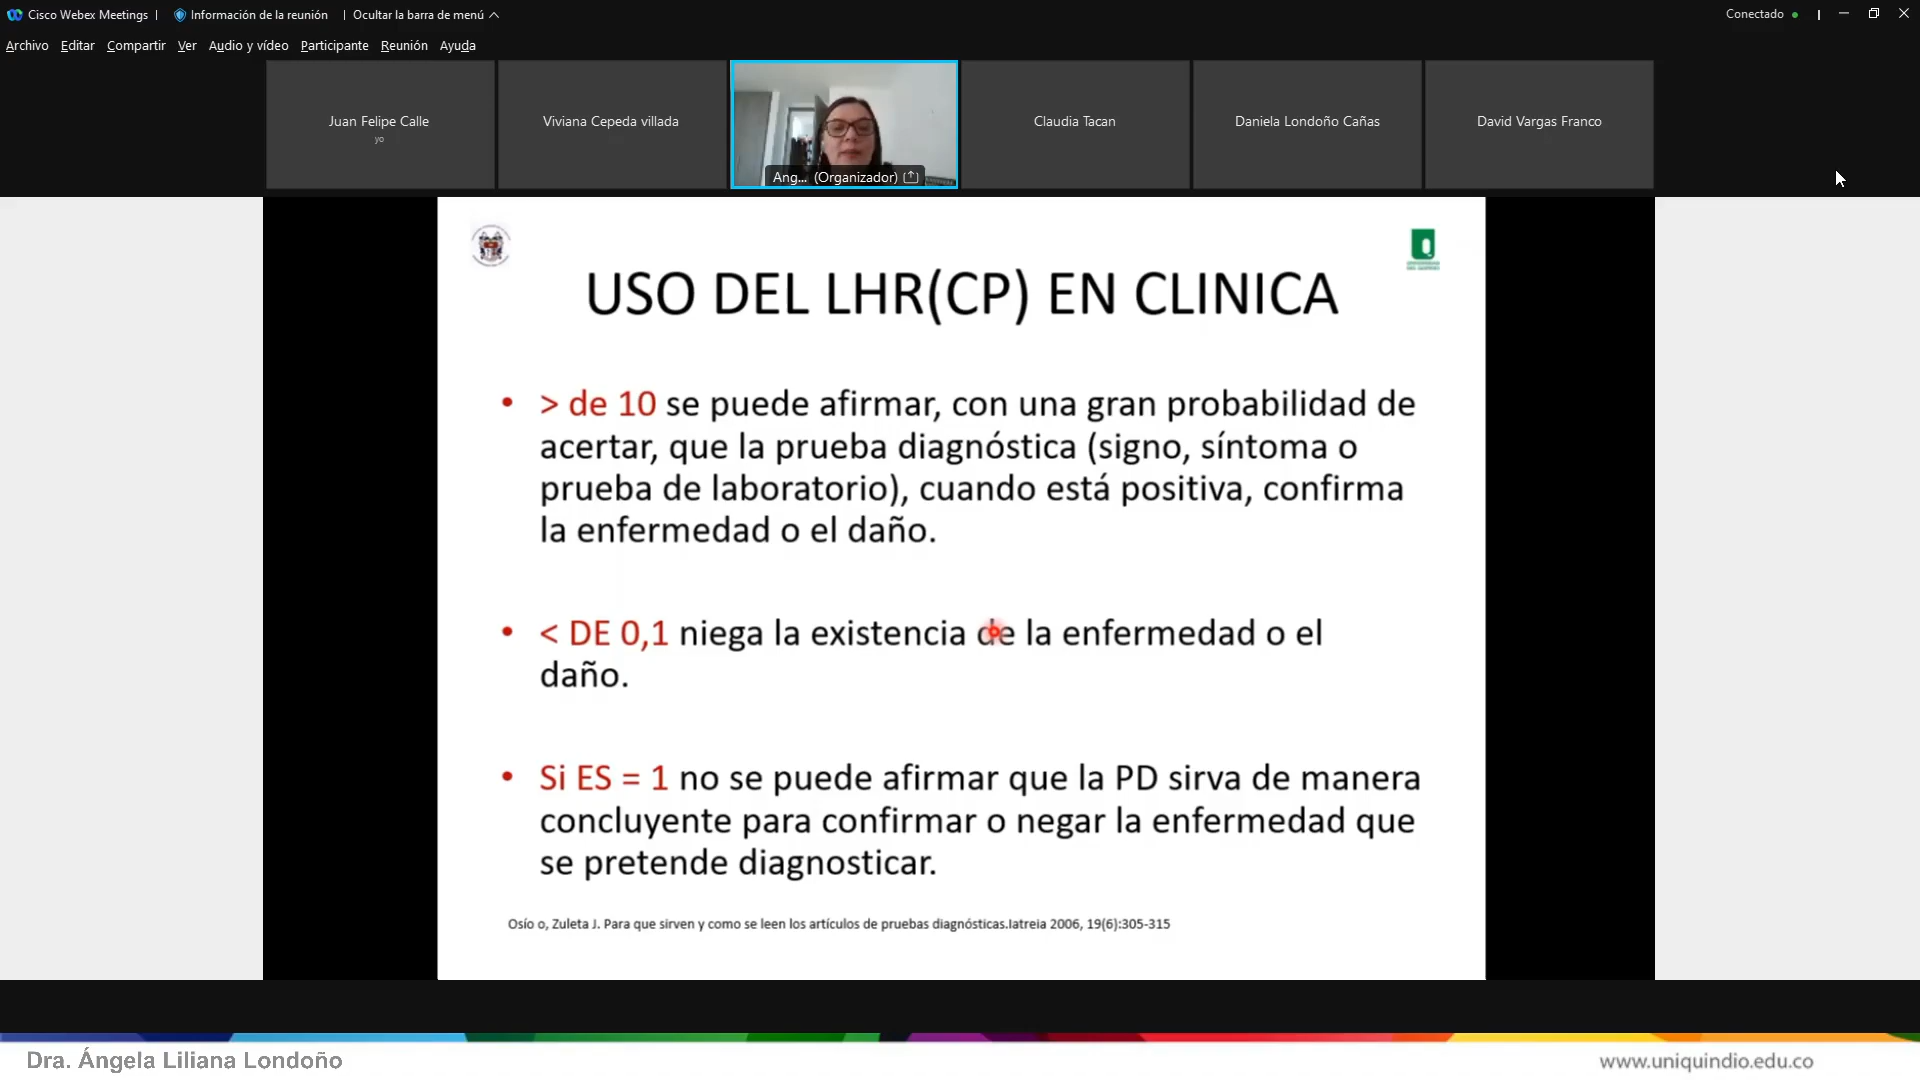 Cisco Webex Meetings | Información de la reunión | Ocultar la barra de menú
Conectado
Archivo Editar Compartir Ver Audio y vídeo Participante Reunión Ayuda
Juan Felipe Calle
yo
Viviana Cepeda villada
Ang... (Organizador)
Claudia Tacan
Daniela Londoño Cañas
David Vargas Franco
USO DEL LHR(CP) EN CLINICA
• > de 10 se puede afirmar, con una gran probabilidad de
acertar, que la prueba diagnóstica (signo, síntoma o
prueba de laboratorio), cuando está positiva, confirma
la enfermedad o el daño.
• < DE 0,1 niega la existencia de la enfermedad o el
daño.
• Si ES = 1 no se puede afirmar que la PD sirva de manera
concluyente para confirmar o negar la enfermedad que
se pretende diagnosticar.
Osío o, Zuleta J. Para que sirven y como se leen los artículos de pruebas diagnósticas.Iatreia 2006, 19(6):305-315
Dra. Ángela Liliana Londoño
www.uniquindio.edu.co